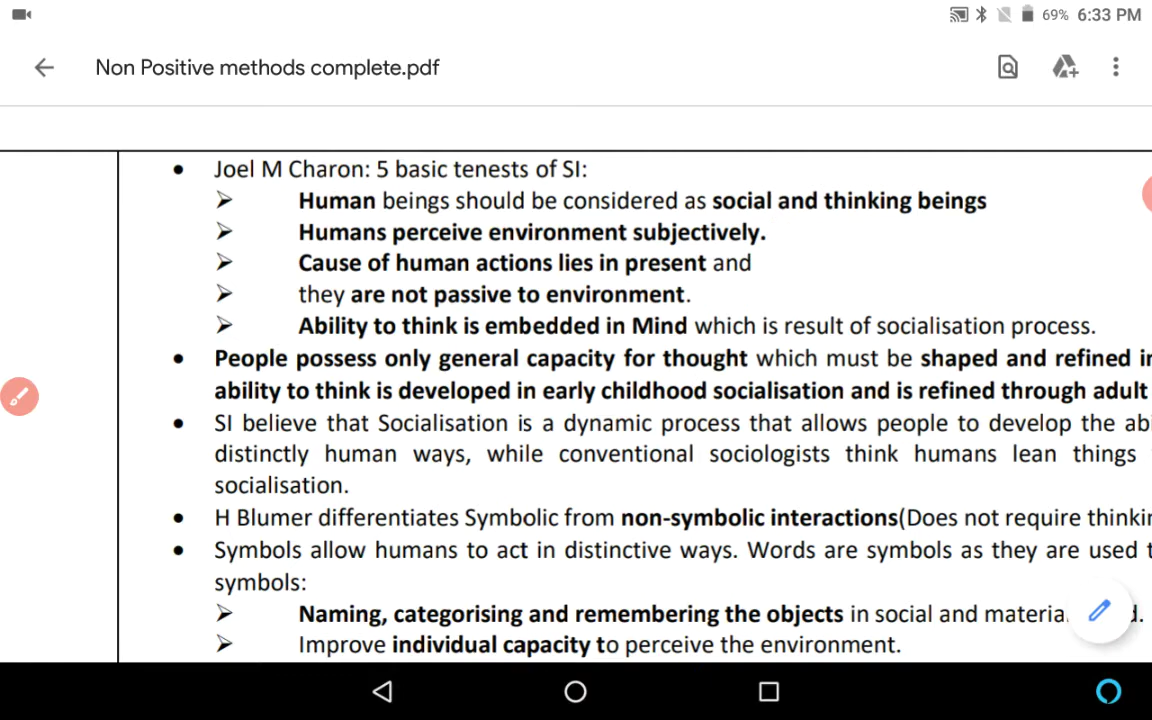 69% 6:33 PM
Non Positive methods complete.pdf
• Joel M Charon: 5 basic tenests of SI:
➢ Human beings should be considered as social and thinking beings
➢ Humans perceive environment subjectively.
➢ Cause of human actions lies in present and
➢ they are not passive to environment.
➢ Ability to think is embedded in Mind which is result of socialisation process.
• People possess only general capacity for thought which must be shaped and refined
ability to think is developed in early childhood socialisation and is refined through adult
• SI believe that Socialisation is a dynamic process that allows people to develop the
distinctly human ways, while conventional sociologists think humans lean things
socialisation.
• H Blumer differentiates Symbolic from non-symbolic interactions(Does not require
• Symbols allow humans to act in distinctive ways. Words are symbols as they are used
symbols:
➢ Naming, categorising and remembering the objects in social and
➢ Improve individual capacity to perceive the environment.